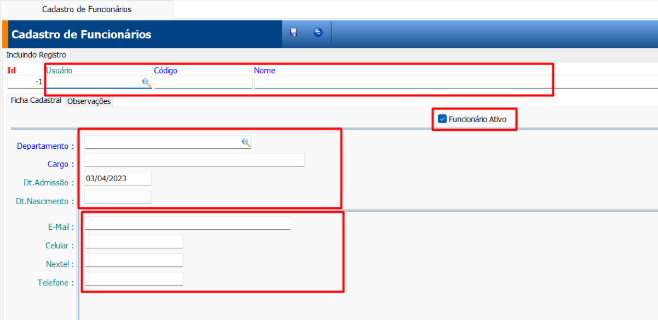 Cadastro de Funcionários
Cadastro de Funcionários
Incluindo Registro
Id Usuário Código Nome
-1
Ficha Cadastral Observações
Funcionário Ativo
Departamento :
Cargo :
Dt.Admissão : 03/04/2023
Dt.Nascimento :
E-Mail :
Celular :
Nextel :
Telefone :